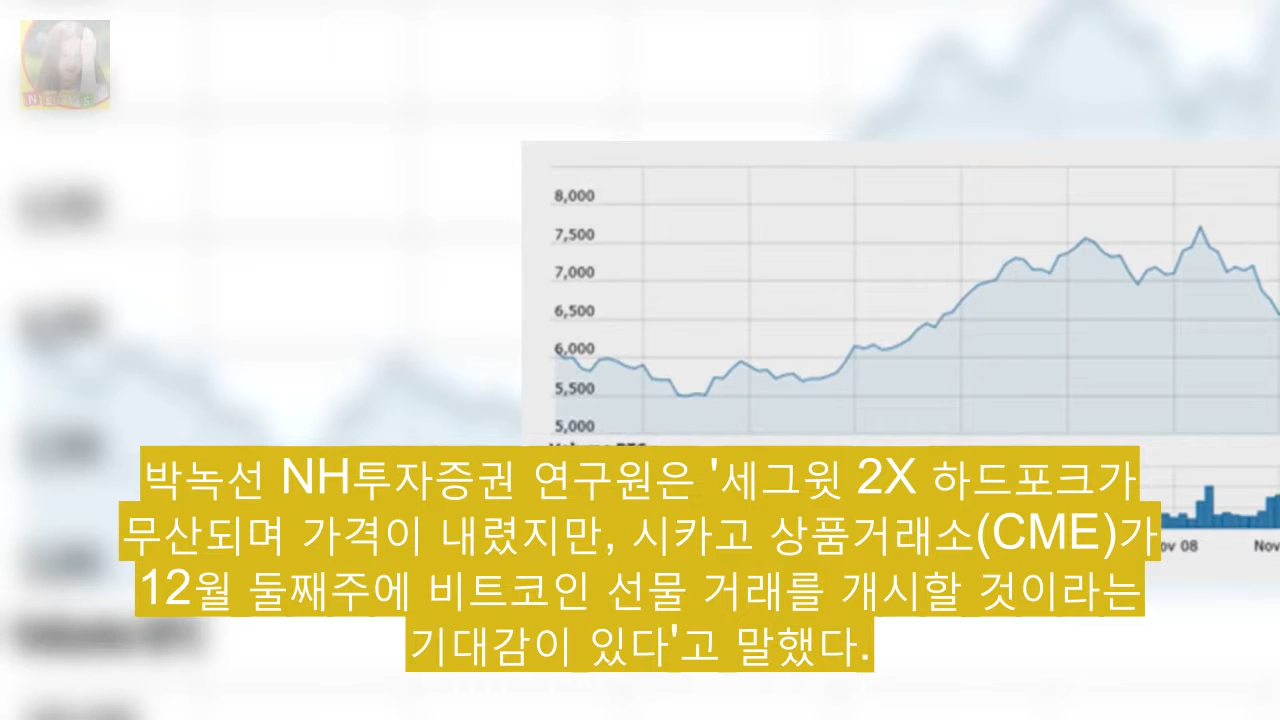 NEXUS
8,000
7,500
7,000
6,500
6,000
5,500
5,000
박녹선 NH투자증권 연구원은 '세그윗 2X 하드포크가
무산되며 가격이 내렸지만, 시카고 상품거래소(CME)가
12월 둘째주에 비트코인 선물 거래를 개시할 것이라는
기대감이 있다'고 말했다.
08